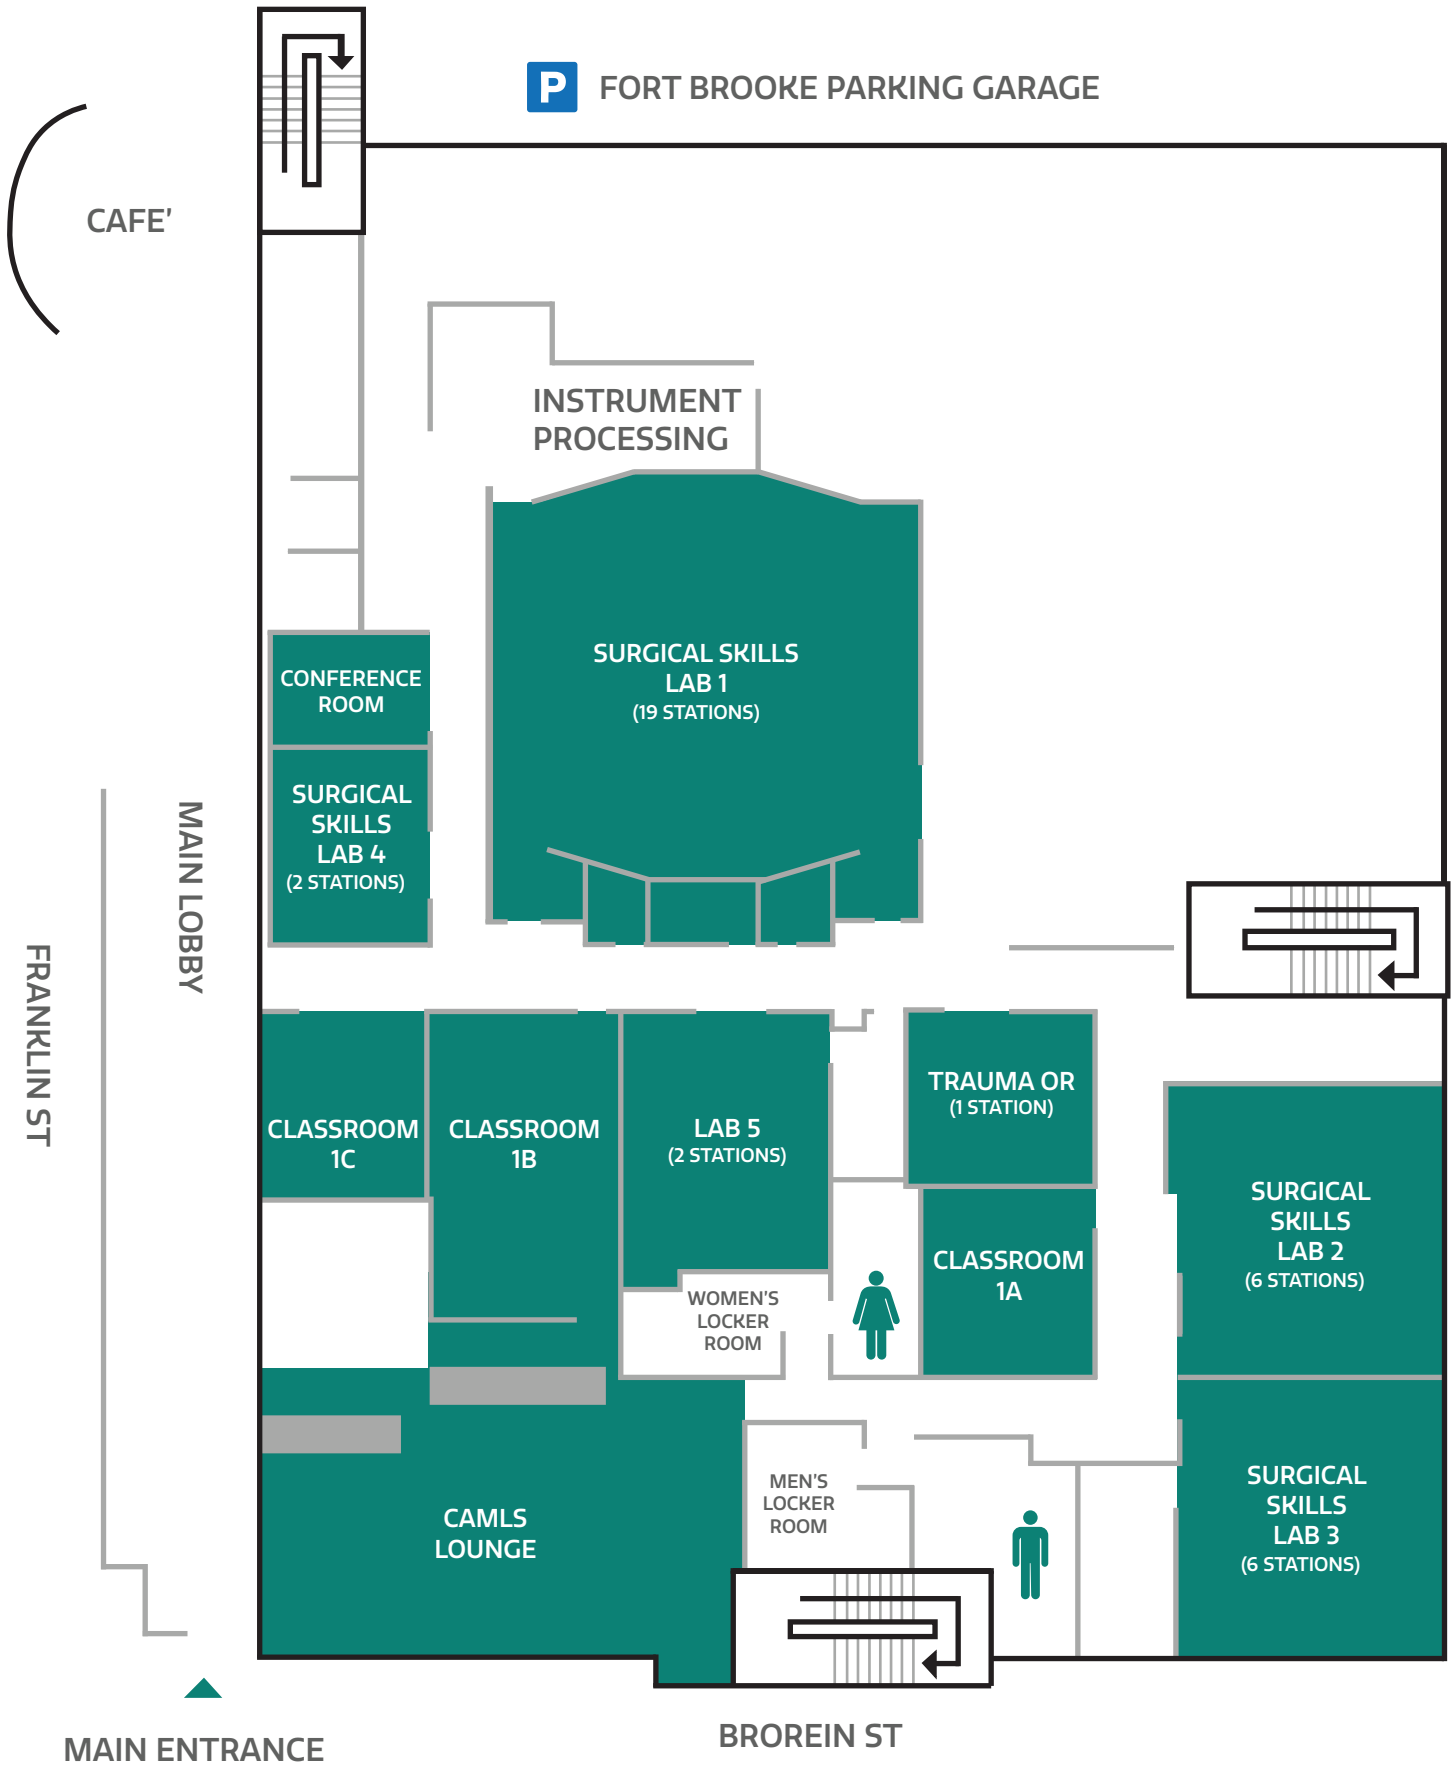 P FORT BROOKE PARKING GARAGE
CAFE’
INSTRUMENT
PROCESSING
SURGICAL SKILLS
LAB 1
(19 STATIONS)
CONFERENCE
ROOM
SURGICAL
SKILLS
LAB 4
(2 STATIONS)
MAIN LOBBY
FRANKLIN ST
CLASSROOM
1C
CLASSROOM
1B
LAB 5
(2 STATIONS)
TRAUMA OR
(1 STATION)
CLASSROOM
1A
SURGICAL
SKILLS
LAB 2
(6 STATIONS)
WOMEN’S
LOCKER
ROOM
MEN’S
LOCKER
ROOM
SURGICAL
SKILLS
LAB 3
(6 STATIONS)
CAMLS
LOUNGE
BROREIN ST
MAIN ENTRANCE